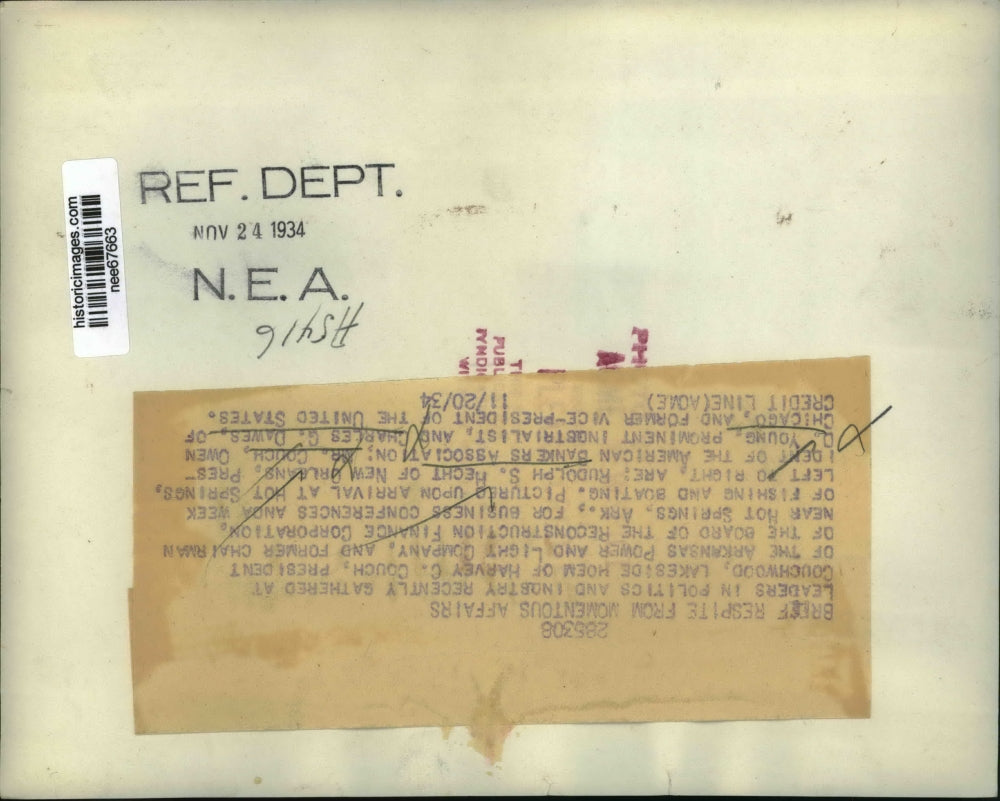 REF. DEPT.
NOV 24 1934
N. E. A.
historicimages.com
nee67663
285308
BRIEF RESPITE FROM MOMENTOUS AFFAIRS
LEADERS IN POLITICS AND INDSTRY RECENTLY GATHERED AT
COUCHWOOD, LAKESIDE HOEM OF HARVEY C. COUCH, PRESIDENT
OF THE ARKANSAS POWER AND LIGHT COMPANY, AND FORMER CHAIRMAN
OF THE BOARD OF THE RECONSTRUCTION FINANCE CORPORATION,
NEAR HOT SPRINGS, ARK., FOR BUSINESS CONFERENCES ANDA WEEK
OF FISHING AND BOATING. PICTURED UPON ARRIVAL AT HOT SPRINGS,
LEFT TO RIGHT, ARE: RUDOLPH S. HECHT OF NEW ORLEANS, PRES-
IDENT OF THE AMERICAN BANKERS ASSOCIATION; MR. COUCH, OWEN
D. YOUNG, PROMINENT INDSTRIALIST, AND CHARLES G. DAWES, OF
CHICAGO, AND FORMER VICE-PRESIDENT OF THE UNITED STATES.
CREDIT LINE(ACME) 11/20/34